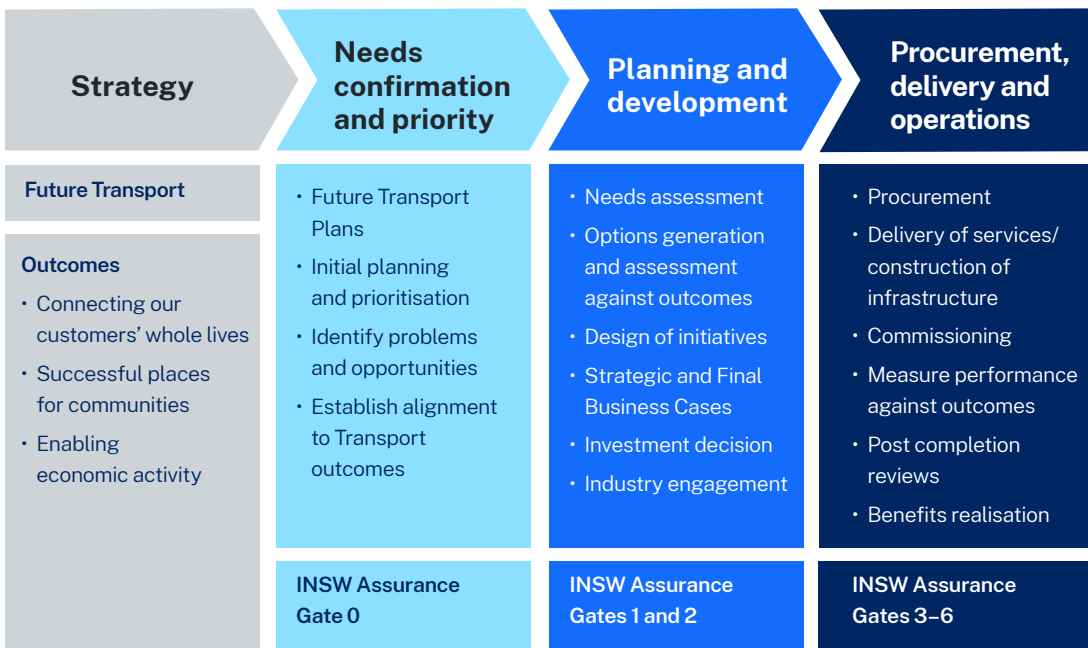 Strategy
Needs
confirmation
and priority
Planning and
development
Procurement,
delivery and
operations
Future Transport
Outcomes
• Connecting our
customers’ whole lives
• Successful places
for communities
• Enabling
economic activity
• Future Transport
Plans
• Initial planning
and prioritisation
• Identify problems
and opportunities
• Establish alignment
to Transport
outcomes
INSW Assurance
Gate 0
• Needs assessment
• Options generation
and assessment
against outcomes
• Design of initiatives
• Strategic and Final
Business Cases
• Investment decision
• Industry engagement
INSW Assurance
Gates 1 and 2
• Procurement
• Delivery of services/
construction of
infrastructure
• Commissioning
• Measure performance
against outcomes
• Post completion
reviews
• Benefits realisation
INSW Assurance
Gates 3–6